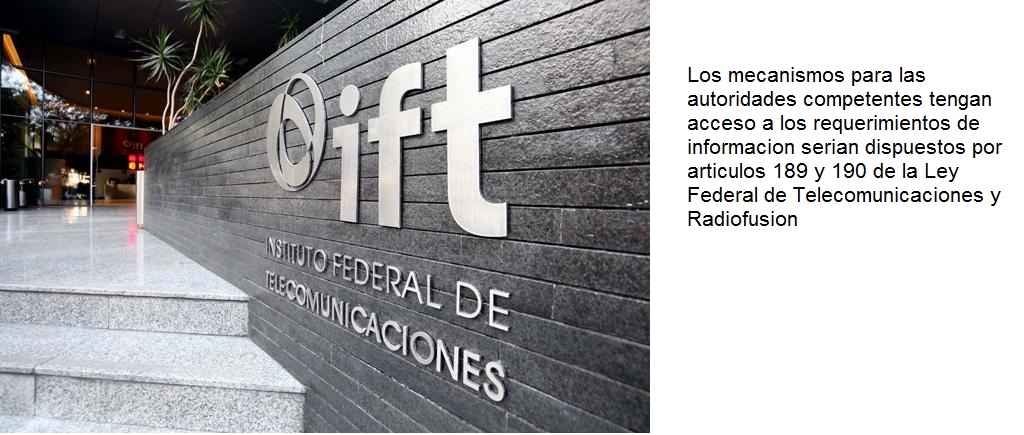 ift
INSTITUTO FEDERAL DE
TELECOMUNICACIONES
ift
Los mecanismos para las
autoridades competentes tengan
acceso a los requerimientos de
informacion serian dispuestos por
articulos 189 y 190 de la Ley
Federal de Telecomunicaciones y
Radiofusion